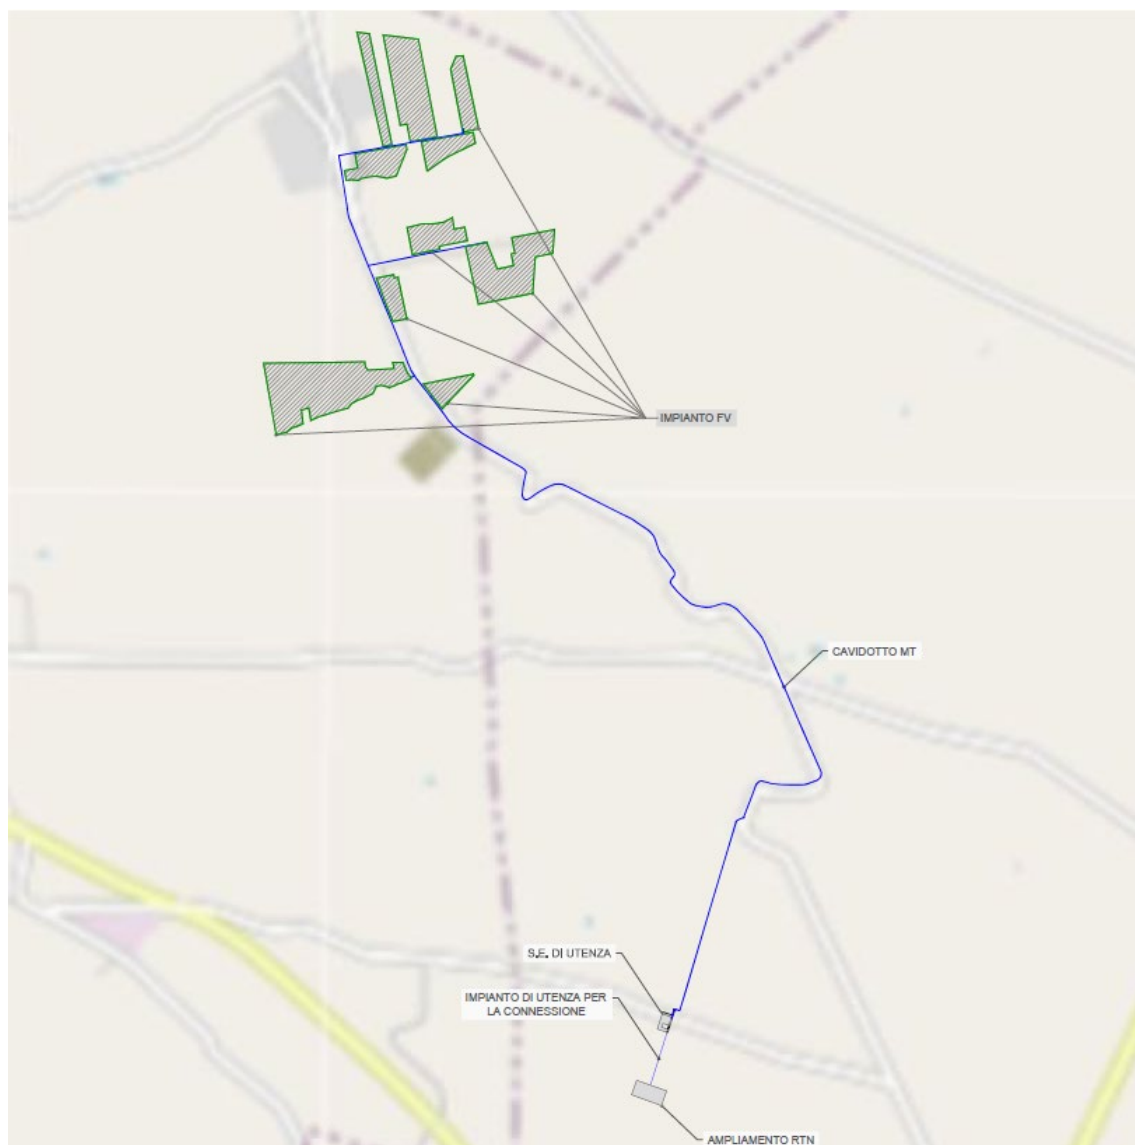 IMPIANTO FV
CAVIDOTTO MT
S.E. DI UTENZA
IMPIANTO DI UTENZA PER
LA CONNESSIONE
AMPLIAMENTO RTN